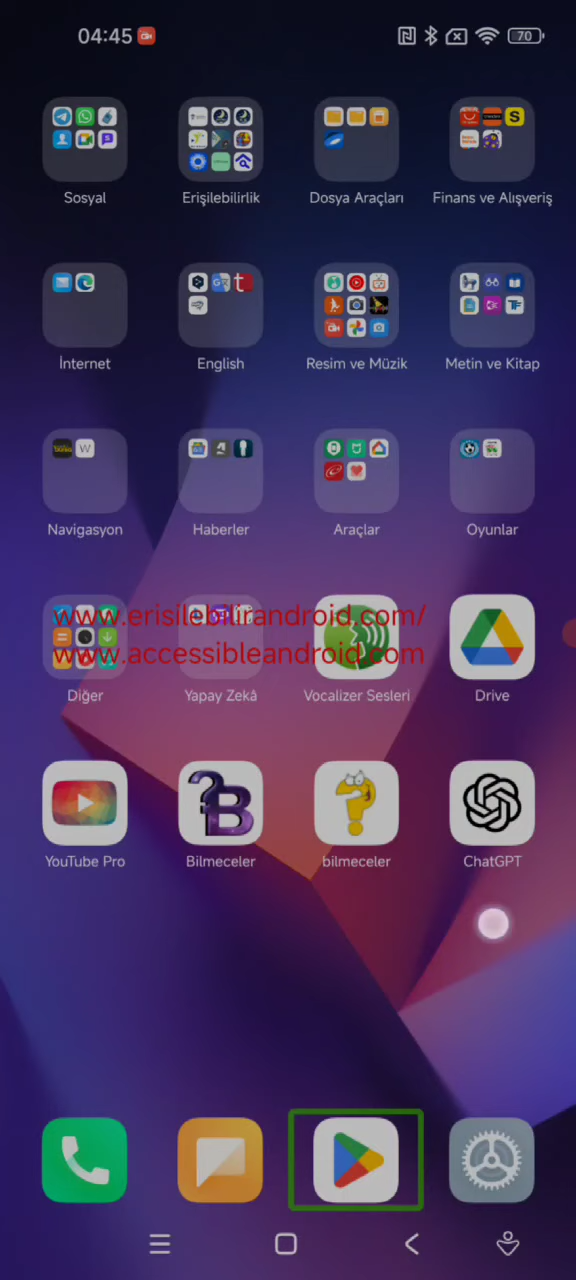 04:45
70
Sosyal
Erişilebilirlik
Dosya Araçları
Finans ve Alışveriş
İnternet
English
Resim ve Müzik
Metin ve Kitap
Navigasyon
Haberler
Araçlar
Oyunlar
www.erisilebilirandroid.com/
www.accessibleandroid.com
Diğer
Yapay Zekâ
Vocalizer Sesleri
Drive
YouTube Pro
Bilmeceler
bilmeceler
ChatGPT